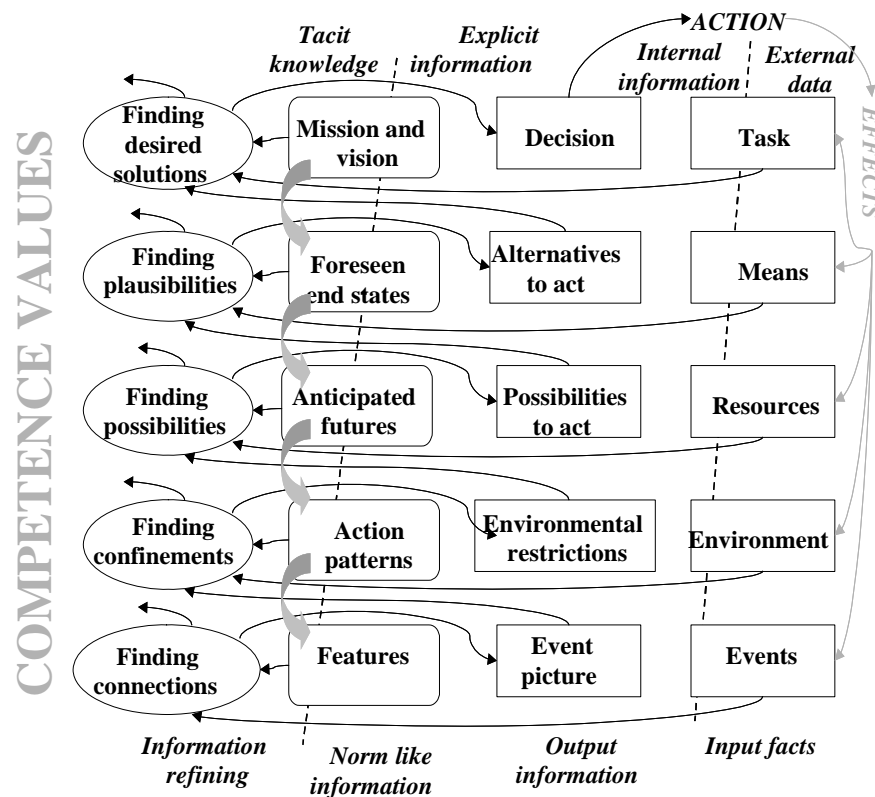 ACTION
Tacit
knowledge
Explicit
information
Internal
information
External
data
EFFECTS
COMPETENCE VALUES
Finding
desired
solutions
Mission and
vision
Decision
Task
Finding
plausibilities
Foreseen
end states
Alternatives
to act
Means
Finding
possibilities
Anticipated
futures
Possibilities
to act
Resources
Finding
confinements
Action
patterns
Environmental
restrictions
Environment
Finding
connections
Features
Event
picture
Events
Information
refining
Norm like
information
Output
information
Input facts